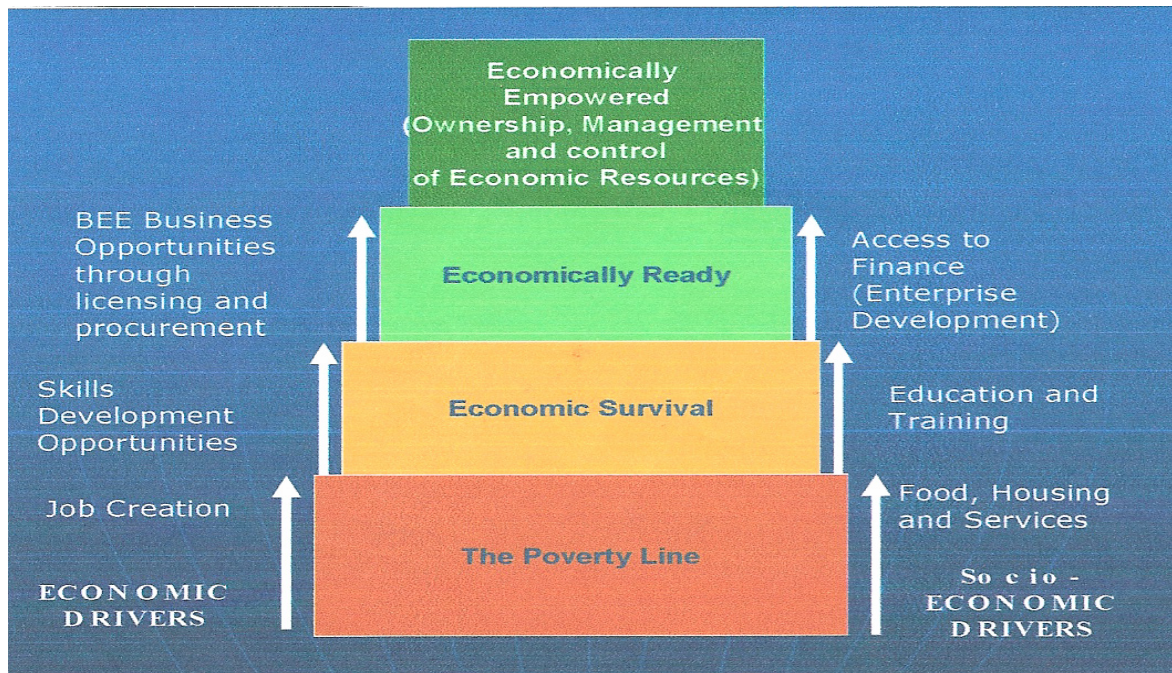 Economically
Empowered
(Ownership, Management
and control
of Economic Resources)
BEE Business
Opportunities
through
licensing and
procurement
Economically Ready
Access to
Finance
(Enterprise
Development)
Skills
Development
Opportunities
Economic Survival
Education and
Training
Job Creation
The Poverty Line
Food, Housing
and Services
ECONOMIC
DRIVERS
Socio-
ECONOMIC
DRIVERS